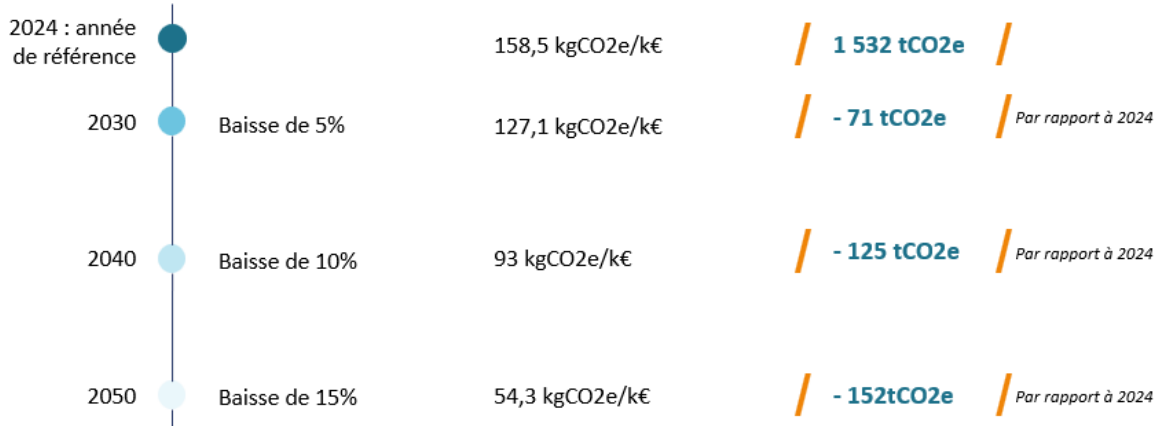 2024 : année
de référence
158,5 kgCO2e/k€
1 532 tCO2e
2030
Baisse de 5%
127,1 kgCO2e/k€
- 71 tCO2e
Par rapport à 2024
2040
Baisse de 10%
93 kgCO2e/k€
- 125 tCO2e
Par rapport à 2024
2050
Baisse de 15%
54,3 kgCO2e/k€
- 152tCO2e
Par rapport à 2024